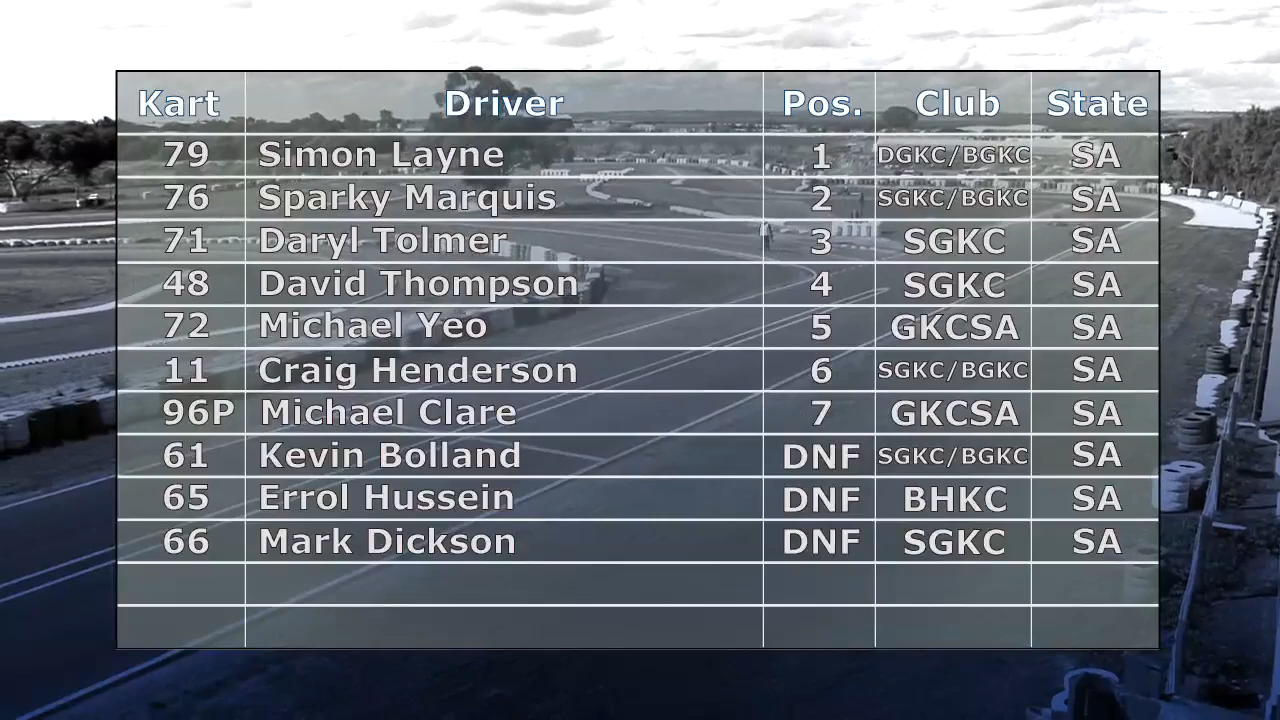 Kart Driver Pos. Club State
79 Simon Layne 1 DGKC/BGKC SA
76 Sparky Marquis 2 SGKC/BGKC SA
71 Daryl Tolmer 3 SGKC SA
48 David Thompson 4 SGKC SA
72 Michael Yeo 5 GKCSA SA
11 Craig Henderson 6 SGKC/BGKC SA
96P Michael Clare 7 GKCSA SA
61 Kevin Bolland DNF SGKC/BGKC SA
65 Errol Hussein DNF BHKC SA
66 Mark Dickson DNF SGKC SA